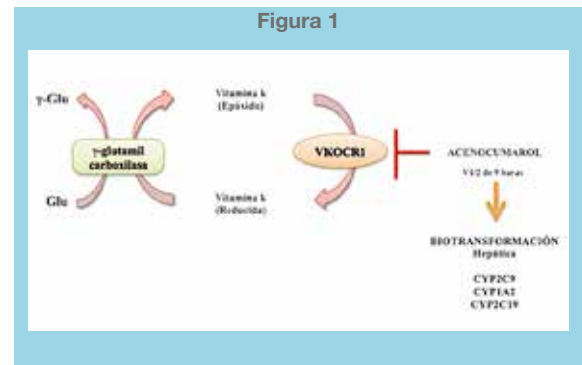 Figura 1
γ-Glu
Vitamina k
(Epóxido)
γ-glutamil
carboxilasa
VKOCR1
ACENOCUMAROL
V1/2 de 9 horas
Glu
Vitamina k
(Reducida)
BIOTRANSFORMACIÓN
Hepática
CYP2C9
CYP1A2
CYP2C19